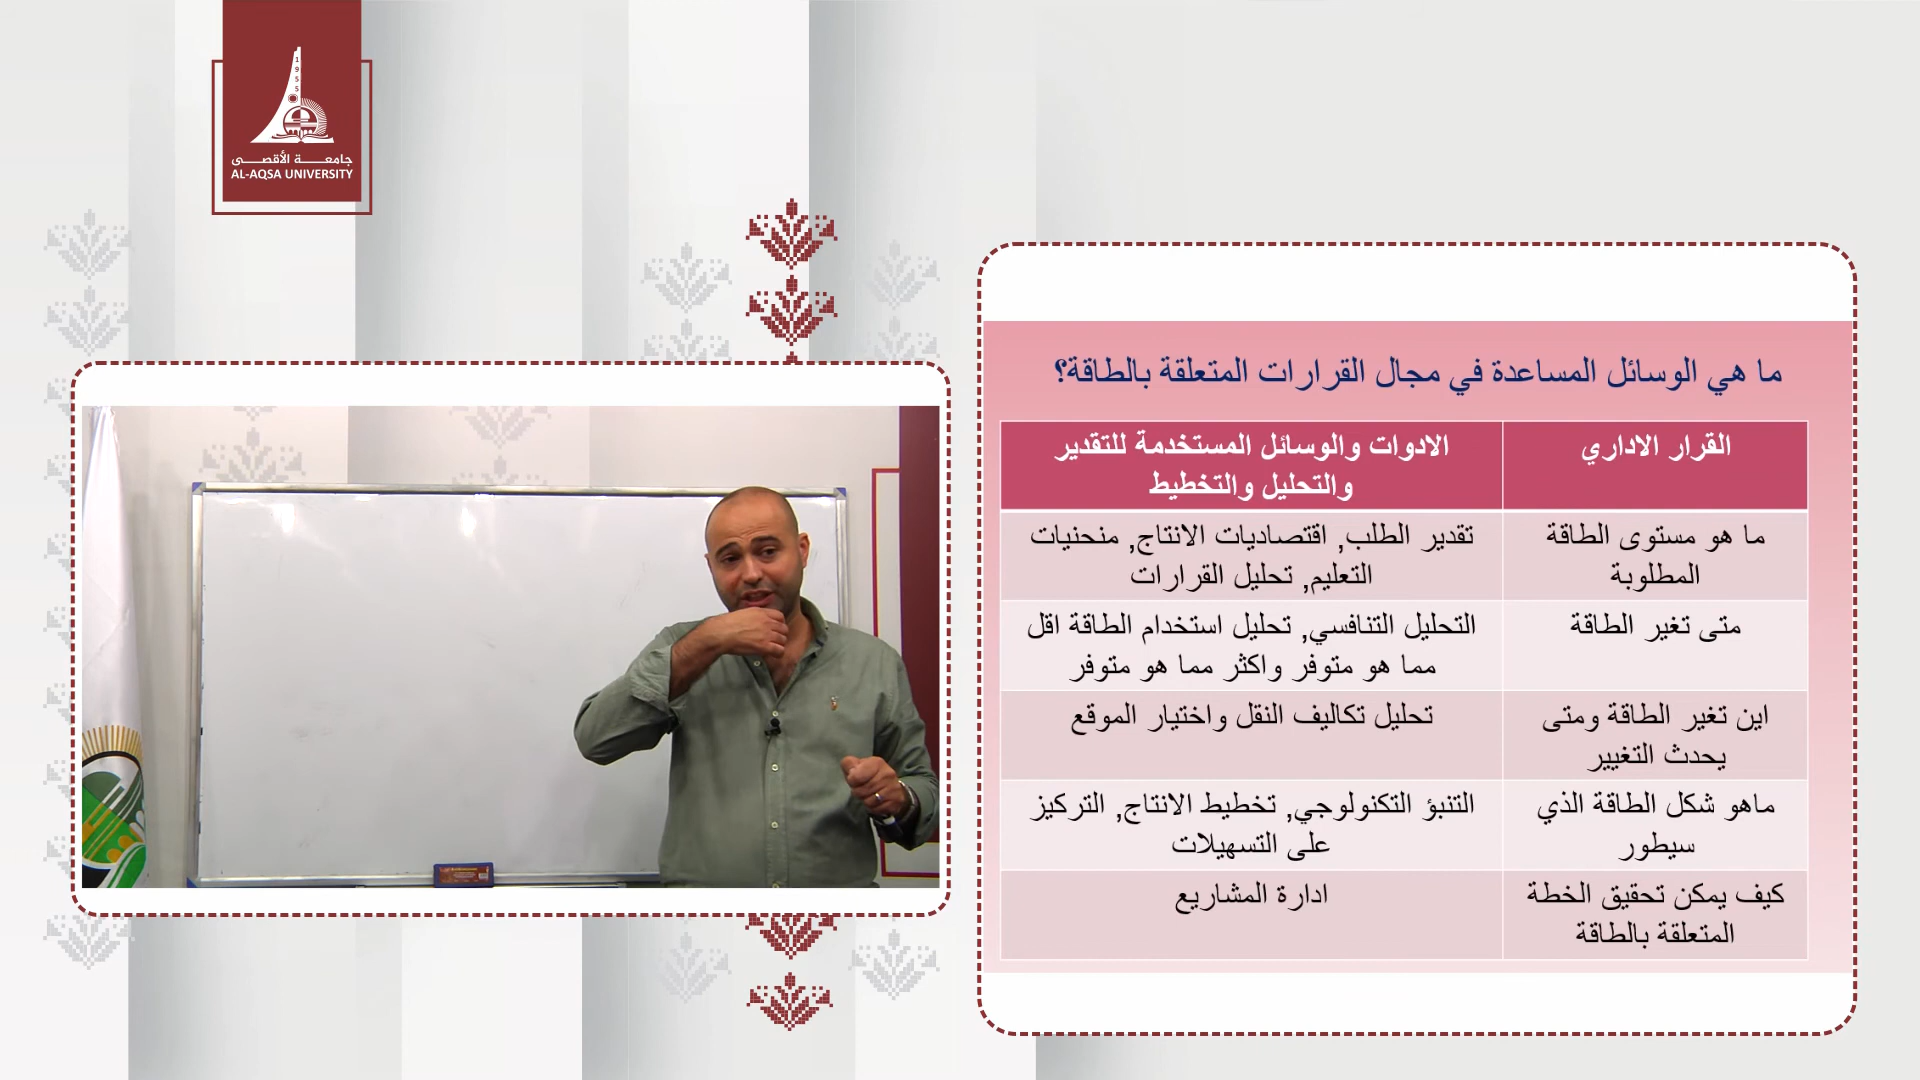 1955
جامعة الأقصى
AL-AQSA UNIVERSITY
ما هي الوسائل المساعدة في مجال القرارات المتعلقة بالطاقة؟
القرار الاداري
الادوات والوسائل المستخدمة للتقدير
والتحليل والتخطيط
ما هو مستوى الطاقة
المطلوبة
تقدير الطلب, اقتصاديات الانتاج, منحنيات
التعليم, تحليل القرارات
متى تغير الطاقة
التحليل التنافسي, تحليل استخدام الطاقة اقل
مما هو متوفر واكثر مما هو متوفر
اين تغير الطاقة ومتى
يحدث التغيير
تحليل تكاليف النقل واختيار الموقع
ماهو شكل الطاقة الذي
سيطور
التنبؤ التكنولوجي, تخطيط الانتاج, التركيز
على التسهيلات
كيف يمكن تحقيق الخطة
المتعلقة بالطاقة
ادارة المشاريع